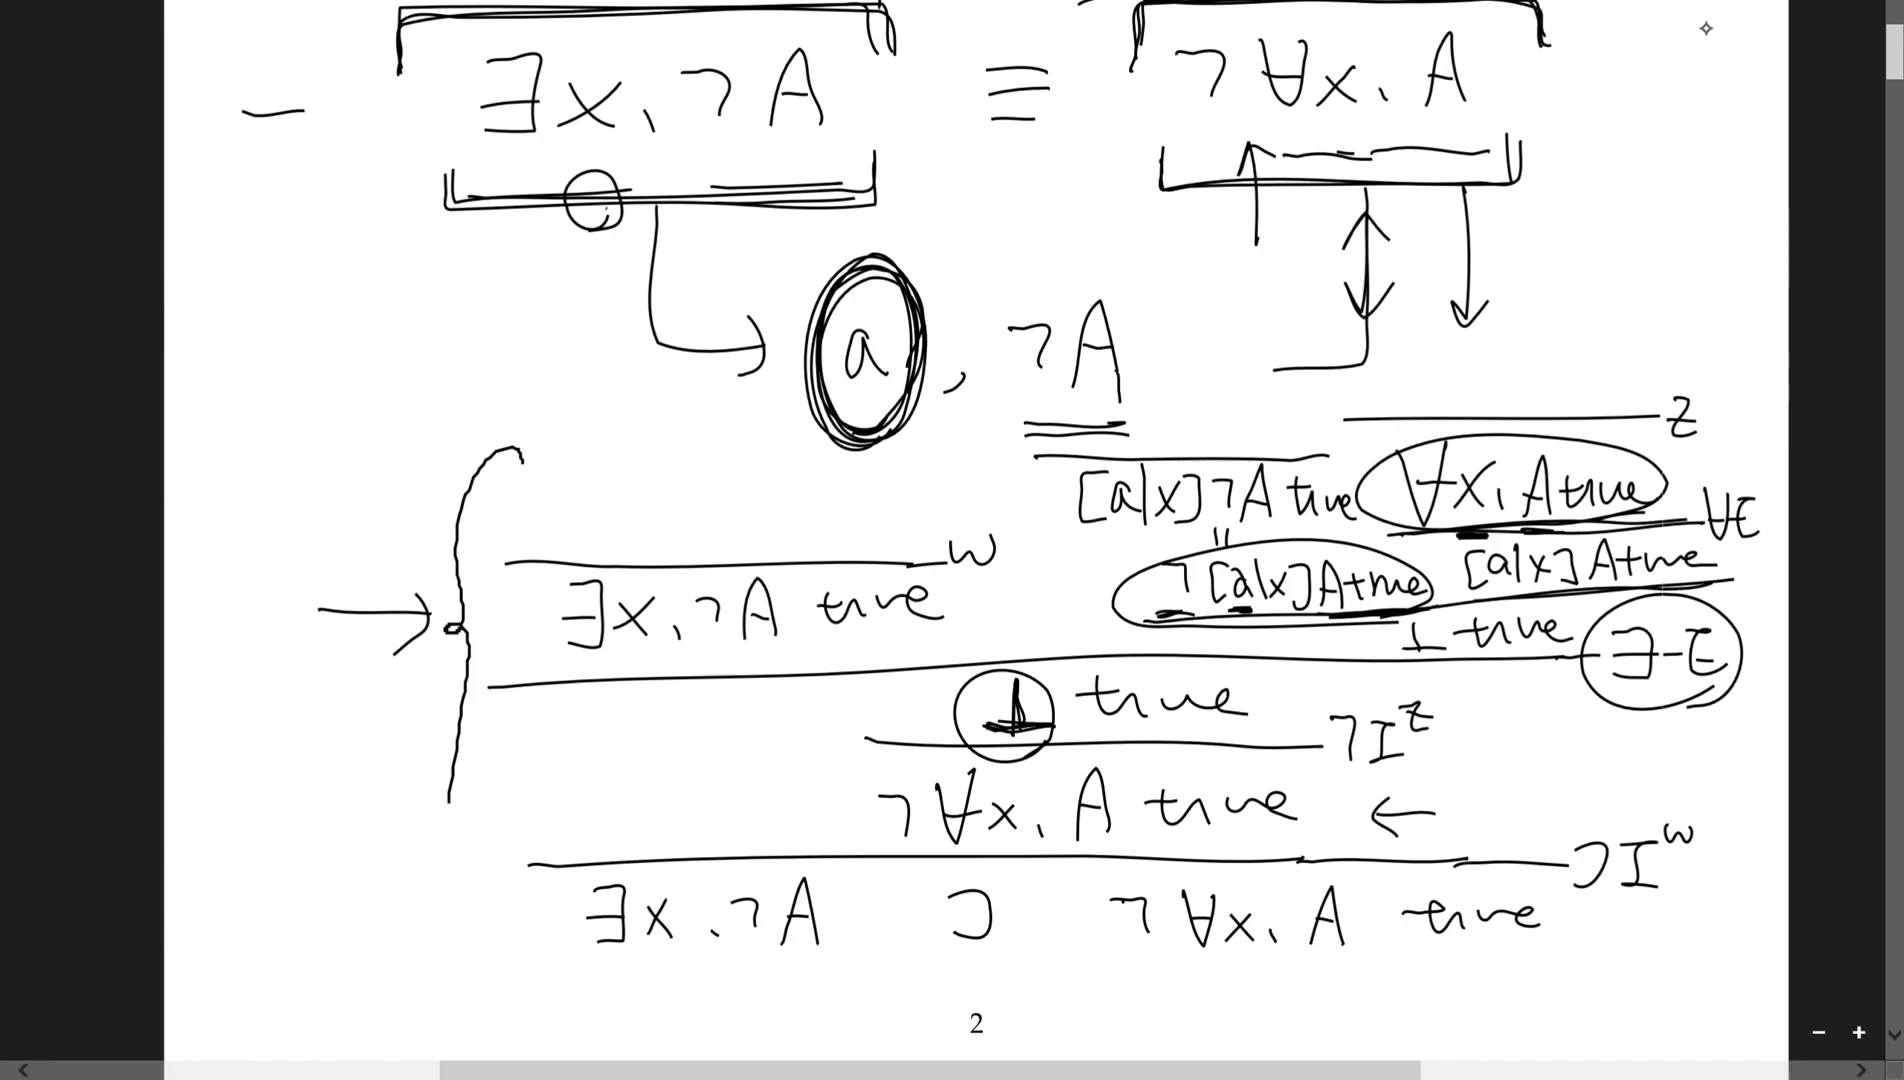 — ∃x. ¬A ≡ ¬∀x. A
a, ¬A
z
[a/x]¬A true ∀x. A true ∀E
w
∃x. ¬A true
=
¬[a/x]A true [a/x]A true
⊥ true ∃-E
⊥ true
¬I^z
¬∀x. A true ←
⊃I^w
∃x. ¬A ⊃ ¬∀x. A true
2